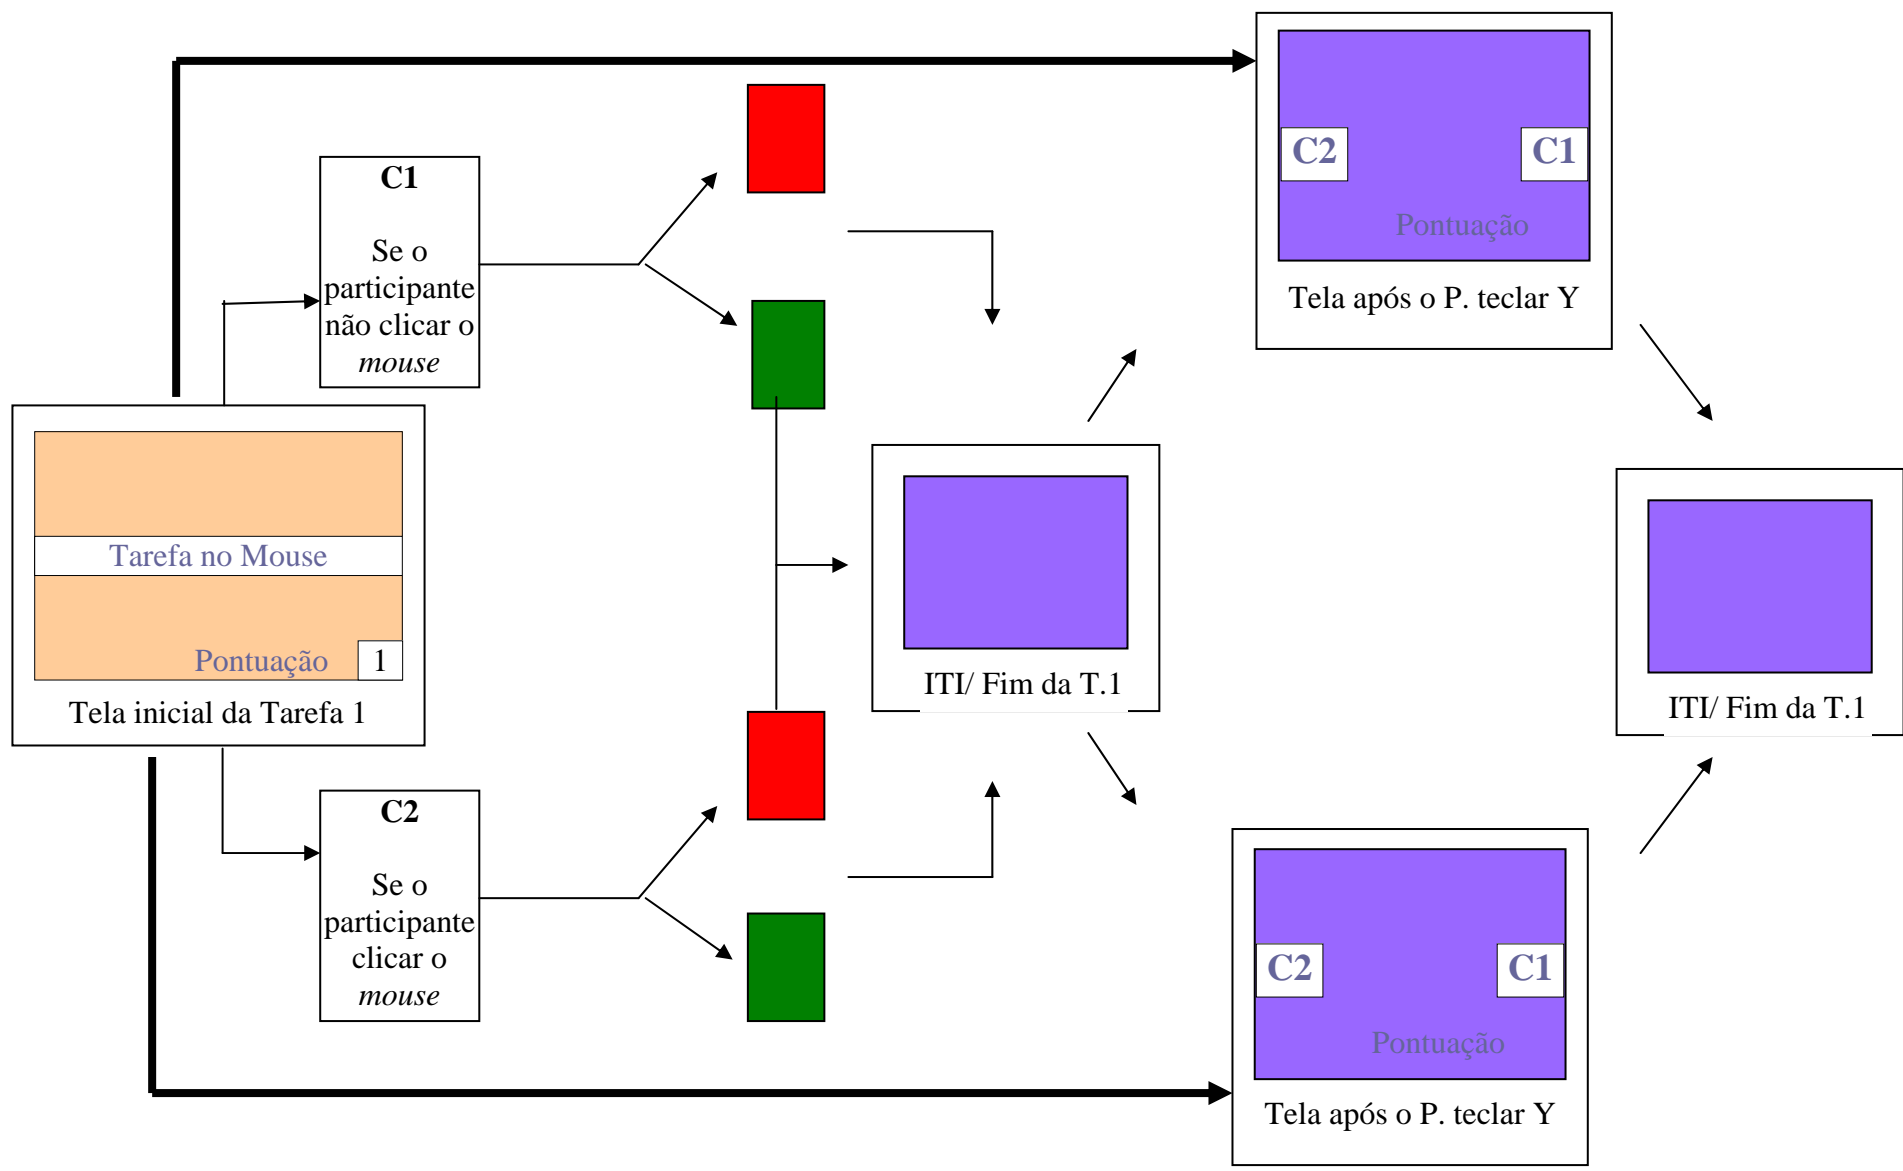 C2
C1
Pontuação
Tela após o P. teclar Y
C1
Se o
participante
não clicar o
mouse
Tarefa no Mouse
Pontuação 1
Tela inicial da Tarefa 1
ITI/ Fim da T.1
ITI/ Fim da T.1
C2
Se o
participante
clicar o
mouse
C2
C1
Pontuação
Tela após o P. teclar Y